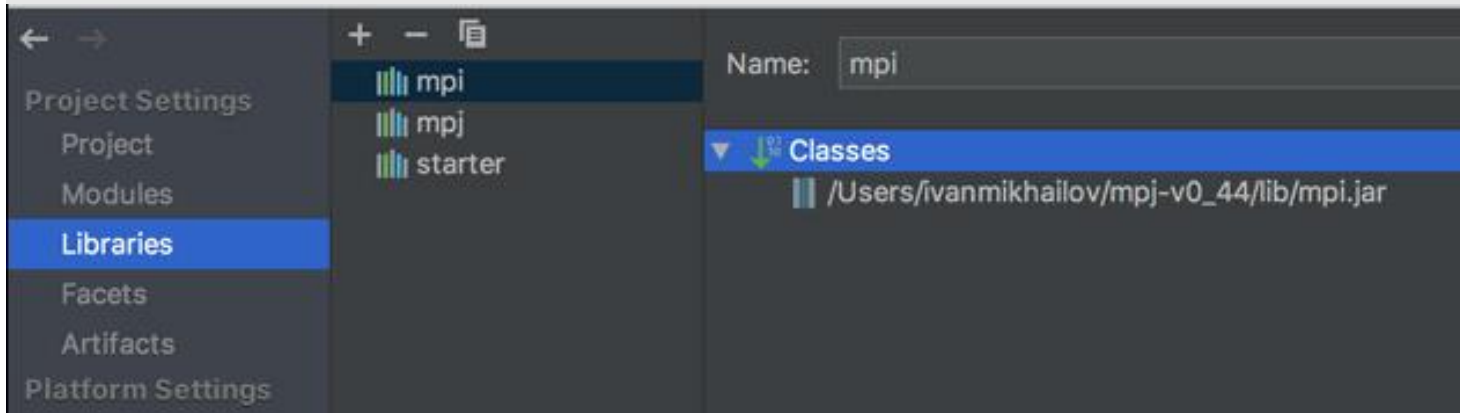 Project Settings
Project
Modules
Libraries
Facets
Artifacts
Platform Settings
mpi
mpj
starter
Name: mpi
Classes
/Users/ivanmikhailov/mpj-v0_44/lib/mpi.jar